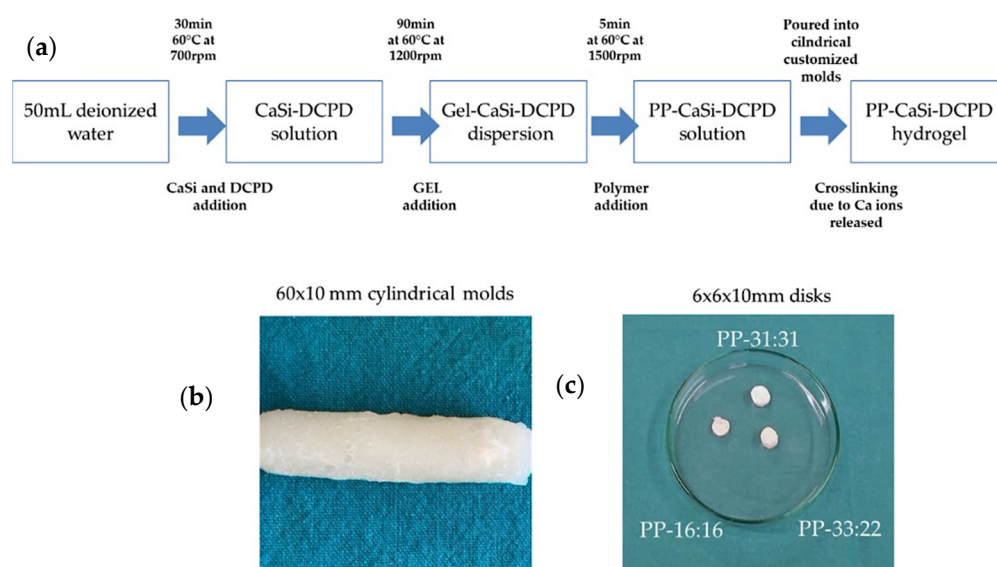 (a)
30min
60°C at
700rpm
90min
at 60°C at
1200rpm
5min
at 60°C at
1500rpm
Poured into
cilndrical
customized
molds
50mL deionized
water
CaSi-DCPD
solution
Gel-CaSi-DCPD
dispersion
PP-CaSi-DCPD
solution
PP-CaSi-DCPD
hydrogel
CaSi and DCPD
addition
GEL
addition
Polymer
addition
Crosslinking
due to Ca ions
released
60x10 mm cylindrical molds
(b)
6x6x10mm disks
(c)
PP-31:31
PP-16:16
PP-33:22